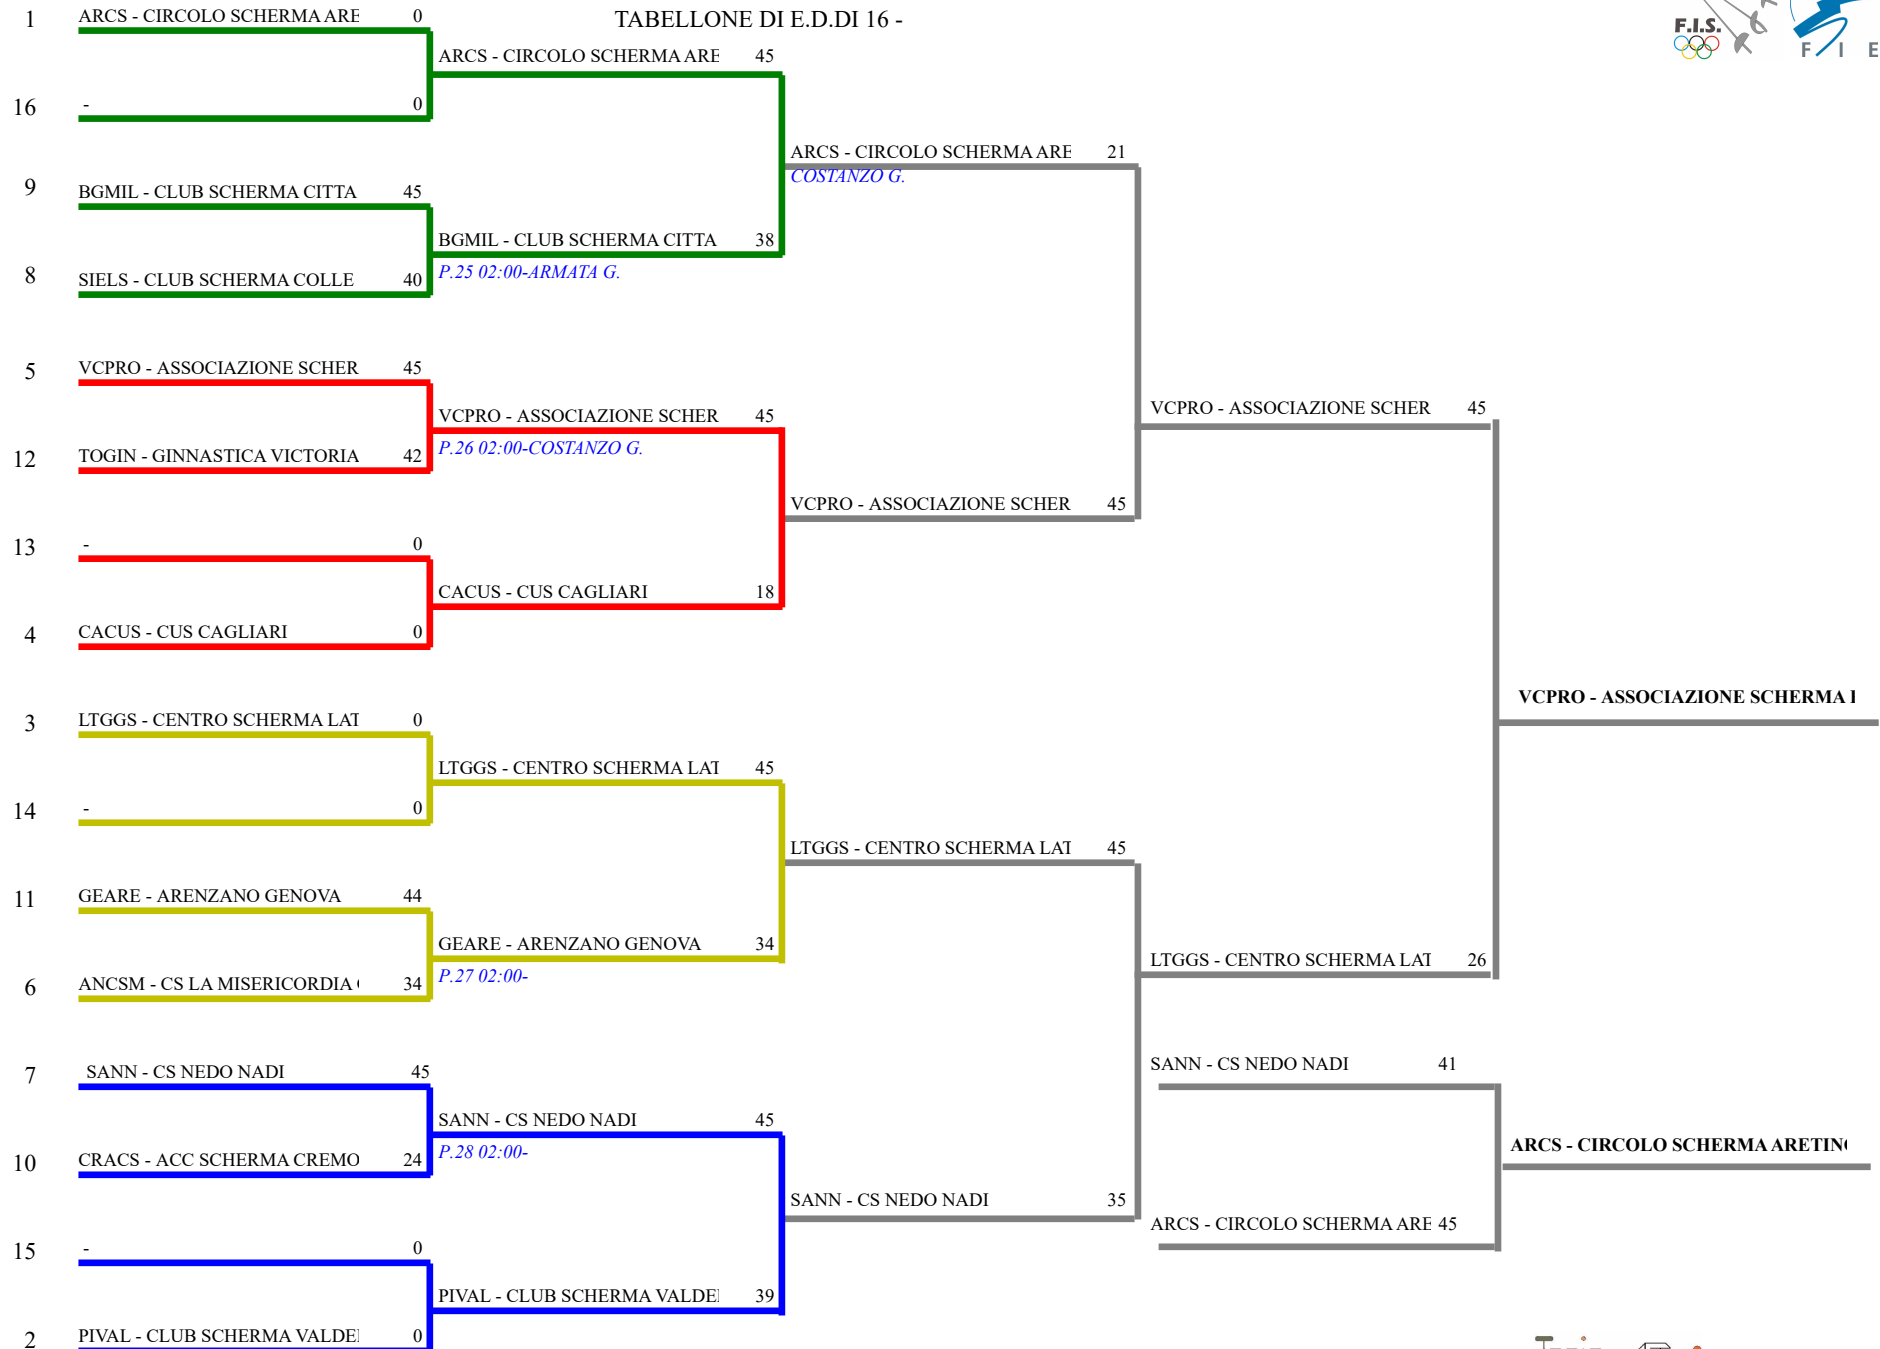 TABELLONE DI E.D.DI 16 -
F.I.S.
F I E
1 ARCS - CIRCOLO SCHERMA ARE 0
ARCS - CIRCOLO SCHERMA ARE 45
16 - 0
ARCS - CIRCOLO SCHERMA ARE 21
COSTANZO G.
9 BGMIL - CLUB SCHERMA CITTA 45
BGMIL - CLUB SCHERMA CITTA 38
P.25 02:00-ARMATA G.
8 SIELS - CLUB SCHERMA COLLE 40
5 VCPRO - ASSOCIAZIONE SCHER 45
VCPRO - ASSOCIAZIONE SCHER 45
VCPRO - ASSOCIAZIONE SCHER 45
P.26 02:00-COSTANZO G.
12 TOGIN - GINNASTICA VICTORIA 42
VCPRO - ASSOCIAZIONE SCHER 45
13 - 0
CACUS - CUS CAGLIARI 18
4 CACUS - CUS CAGLIARI 0
VCPRO - ASSOCIAZIONE SCHERMA
3 LTGGS - CENTRO SCHERMA LAT 0
LTGGS - CENTRO SCHERMA LAT 45
14 - 0
LTGGS - CENTRO SCHERMA LAT 45
11 GEARE - ARENZANO GENOVA 44
GEARE - ARENZANO GENOVA 34
LTGGS - CENTRO SCHERMA LAT 26
P.27 02:00-
6 ANCSM - CS LA MISERICORDIA 34
SANN - CS NEDO NADI 41
7 SANN - CS NEDO NADI 45
SANN - CS NEDO NADI 45
P.28 02:00-
ARCS - CIRCOLO SCHERMA ARETINO
10 CRACS - ACC SCHERMA CREMO 24
SANN - CS NEDO NADI 35
ARCS - CIRCOLO SCHERMA ARE 45
15 - 0
PIVAL - CLUB SCHERMA VALDE 39
2 PIVAL - CLUB SCHERMA VALDE 0